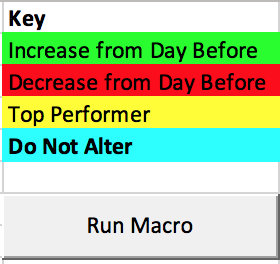 Key
Increase from Day Before
Decrease from Day Before
Top Performer
Do Not Alter
Run Macro